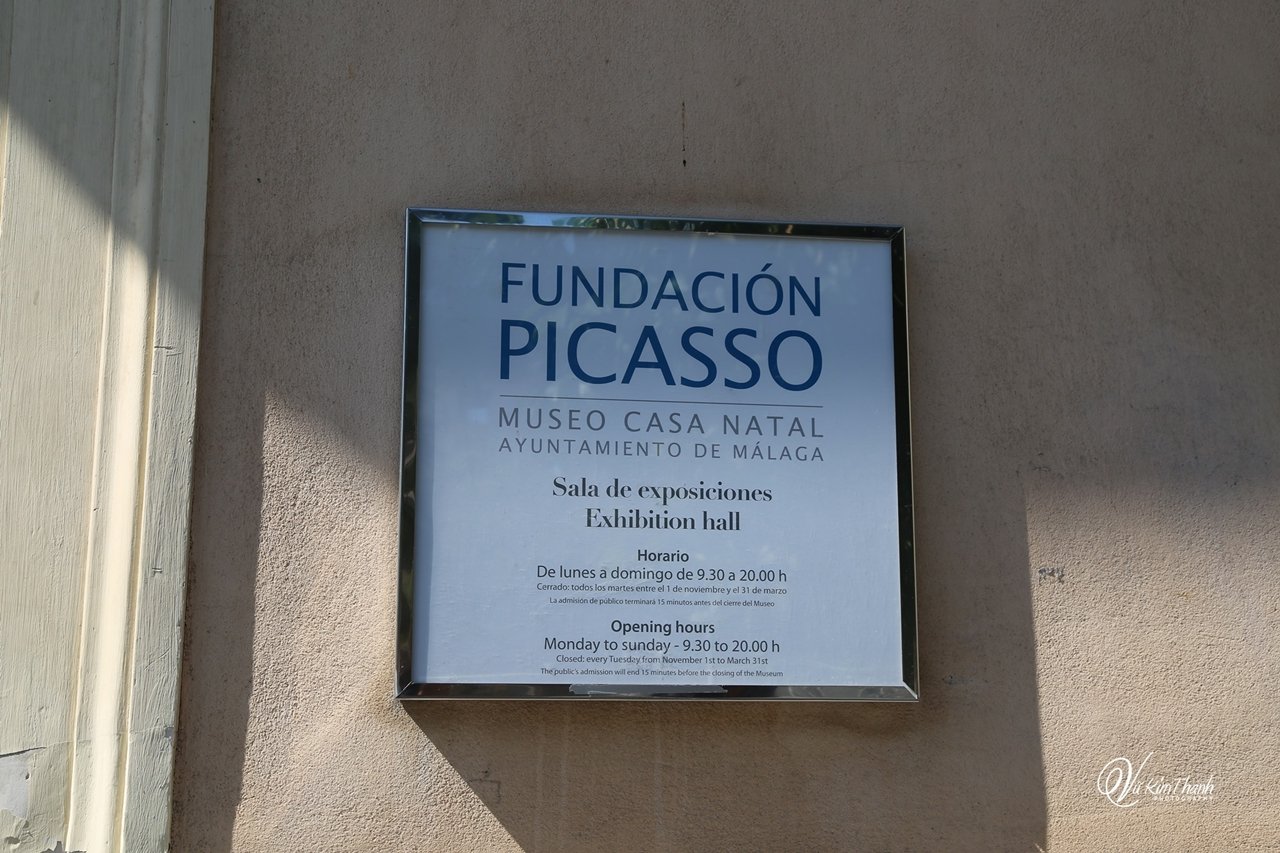 FUNDACIÓN
PICASSO
MUSEO CASA NATAL
AYUNTAMIENTO DE MÁLAGA
Sala de exposiciones
Exhibition hall
Horario
De lunes a domingo de 9.30 a 20.00 h
Cerrado: todos los martes entre el 1 de noviembre y el 31 de marzo
La admisión de público terminará 15 minutos antes del cierre del Museo
Opening hours
Monday to sunday - 9.30 to 20.00 h
Closed: every Tuesday from November 1st to March 31st
The public's admission will end 15 minutes before the closing of the Museum
Vũ KimThanh
PHOTOGRAPHY